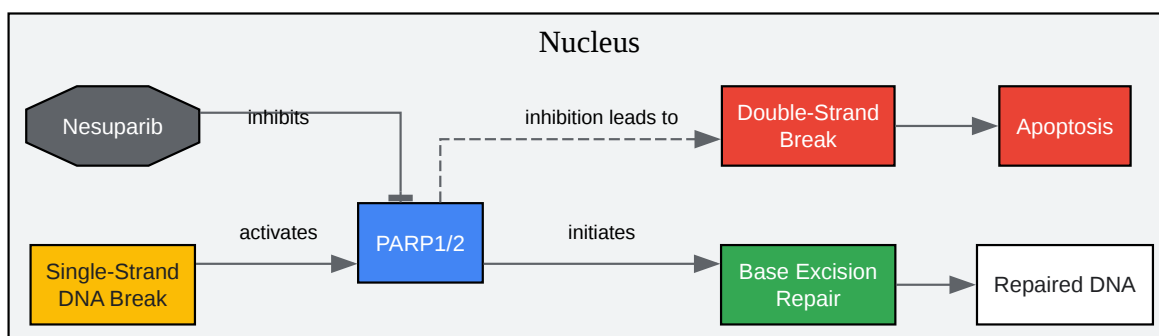 Nucleus
Nesuparib
inhibits
inhibition leads to
Double-Strand
Break
Apoptosis
activates
PARP1/2
initiates
Single-Strand
DNA Break
Base Excision
Repair
Repaired DNA